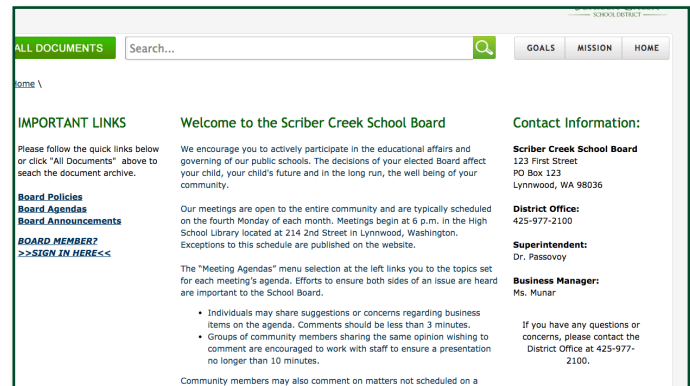 SCHOOL DISTRICT
ALL DOCUMENTS
Search...
GOALS
MISSION
HOME
Home \
IMPORTANT LINKS
Please follow the quick links below
or click "All Documents" above to
seach the document archive.
Board Policies
Board Agendas
Board Announcements
BOARD MEMBER?
>>SIGN IN HERE<<
Welcome to the Scriber Creek School Board
We encourage you to actively participate in the educational affairs and
governing of our public schools. The decisions of your elected Board affect
your child, your child's future and in the long run, the well being of your
community.
Our meetings are open to the entire community and are typically scheduled
on the fourth Monday of each month. Meetings begin at 6 p.m. in the High
School Library located at 214 2nd Street in Lynnwood, Washington.
Exceptions to this schedule are published on the website.
The "Meeting Agendas" menu selection at the left links you to the topics set
for each meeting's agenda. Efforts to ensure both sides of an issue are heard
are important to the School Board.
• Individuals may share suggestions or concerns regarding business
items on the agenda. Comments should be less than 3 minutes.
• Groups of community members sharing the same opinion wishing to
comment are encouraged to work with staff to ensure a presentation
no longer than 10 minutes.
Community members may also comment on matters not scheduled on a
Contact Information:
Scriber Creek School Board
123 First Street
PO Box 123
Lynnwood, WA 98036
District Office:
425-977-2100
Superintendent:
Dr. Passovoy
Business Manager:
Ms. Munar
If you have any questions or
concerns, please contact the
District Office at 425-977-
2100.